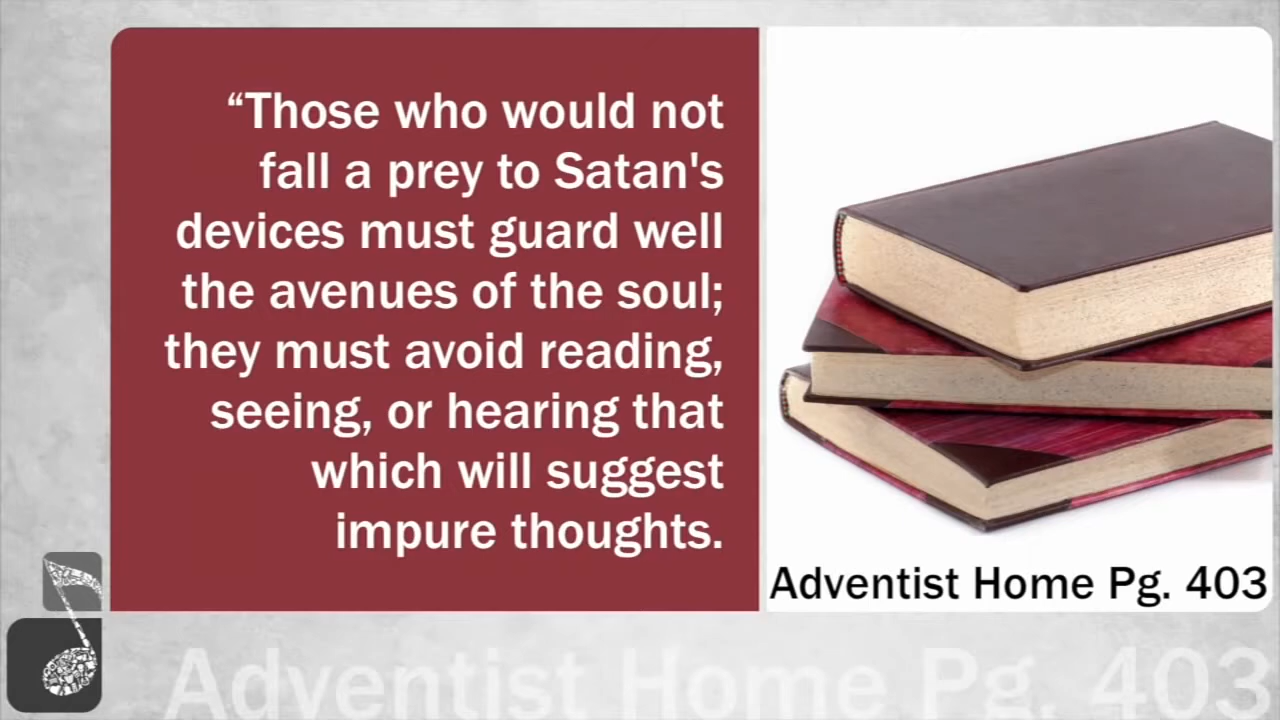 “Those who would not
fall a prey to Satan's
devices must guard well
the avenues of the soul;
they must avoid reading,
seeing, or hearing that
which will suggest
impure thoughts.
Adventist Home Pg. 403
Adventist Home Pg. 403